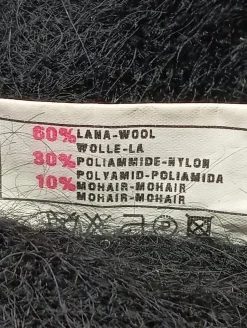 60% LANA-WOOL
WOLLE-LA
30% POLIAMMIDE-NYLON
POLYAMID-POLIAMIDA
10% MOHAIR-MOHAIR
MOHAIR-MOHAIR